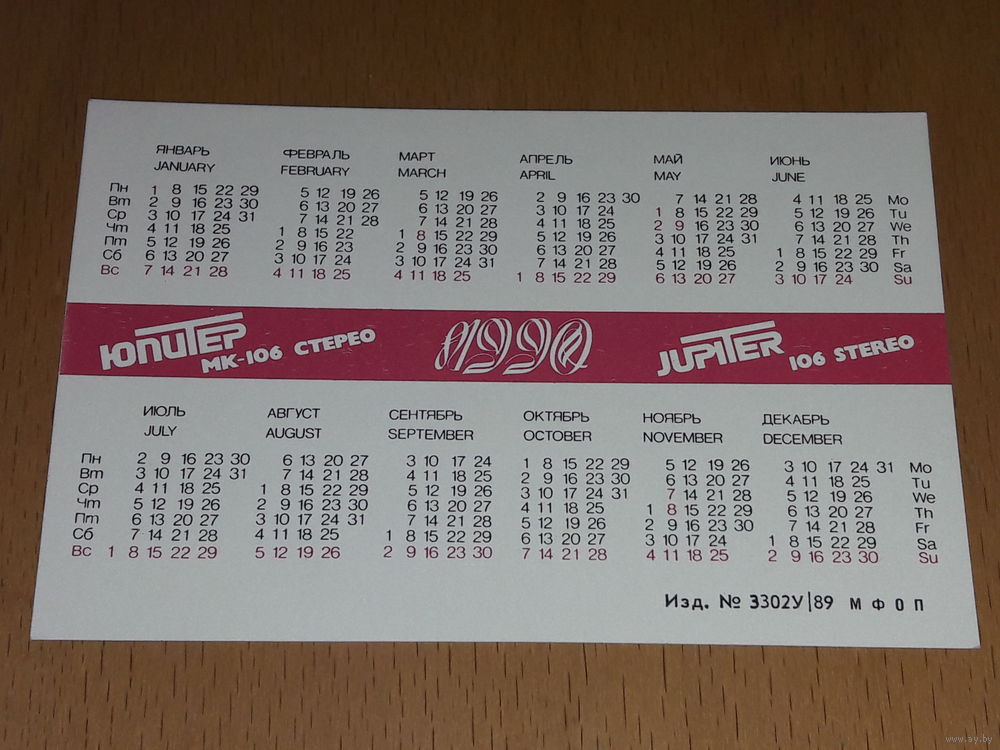 ЯНВАРЬ ФЕВРАЛЬ МАРТ АПРЕЛЬ МАЙ ИЮНЬ
JANUARY FEBRUARY MARCH APRIL MAY JUNE
Пн 1 8 15 22 29 5 12 19 26 5 12 19 26 2 9 16 23 30 7 14 21 28 4 11 18 25 Mo
Вт 2 9 16 23 30 6 13 20 27 6 13 20 27 3 10 17 24 1 8 15 22 29 5 12 19 26 Tu
Ср 3 10 17 24 31 7 14 21 28 7 14 21 28 4 11 18 25 2 9 16 23 30 6 13 20 27 We
Чт 4 11 18 25 1 8 15 22 1 8 15 22 29 5 12 19 26 3 10 17 24 31 7 14 21 28 Th
Пт 5 12 19 26 2 9 16 23 2 9 16 23 30 6 13 20 27 4 11 18 25 1 8 15 22 29 Fr
Сб 6 13 20 27 3 10 17 24 3 10 17 24 31 7 14 21 28 5 12 19 26 2 9 16 23 30 Sa
Вс 7 14 21 28 4 11 18 25 4 11 18 25 1 8 15 22 29 6 13 20 27 3 10 17 24 Su
ЮПИТЕР МК-106 СТЕРЕО 1990 JUPITER 106 STEREO
ИЮЛЬ АВГУСТ СЕНТЯБРЬ ОКТЯБРЬ НОЯБРЬ ДЕКАБРЬ
JULY AUGUST SEPTEMBER OCTOBER NOVEMBER DECEMBER
Пн 2 9 16 23 30 6 13 20 27 3 10 17 24 1 8 15 22 29 5 12 19 26 3 10 17 24 31 Mo
Вт 3 10 17 24 31 7 14 21 28 4 11 18 25 2 9 16 23 30 6 13 20 27 4 11 18 25 Tu
Ср 4 11 18 25 1 8 15 22 29 5 12 19 26 3 10 17 24 31 7 14 21 28 5 12 19 26 We
Чт 5 12 19 26 2 9 16 23 30 6 13 20 27 4 11 18 25 1 8 15 22 29 6 13 20 27 Th
Пт 6 13 20 27 3 10 17 24 31 7 14 21 28 5 12 19 26 2 9 16 23 30 7 14 21 28 Fr
Сб 7 14 21 28 4 11 18 25 1 8 15 22 29 6 13 20 27 3 10 17 24 1 8 15 22 29 Sa
Вс 1 8 15 22 29 5 12 19 26 2 9 16 23 30 7 14 21 28 4 11 18 25 2 9 16 23 30 Su
Изд. № 3302У|89 М Ф О П
www.ay.by